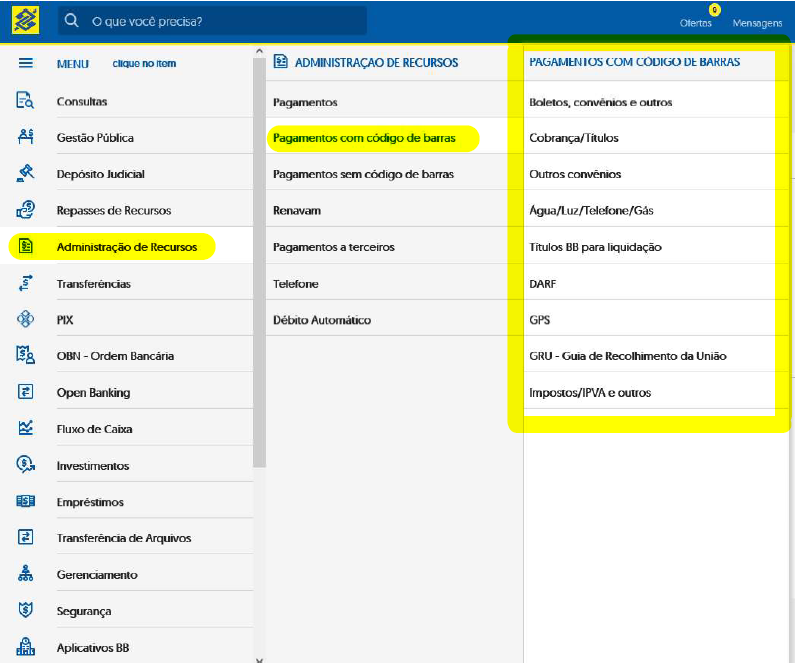 O que você precisa?
9
Ofertas
Mensagens
MENU
clique no item
Consultas
Gestão Pública
Depósito Judicial
Repasses de Recursos
Administração de Recursos
Transferências
PIX
OBN - Ordem Bancária
Open Banking
Fluxo de Caixa
Investimentos
Empréstimos
Transferência de Arquivos
Gerenciamento
Segurança
Aplicativos BB
ADMINISTRAÇAO DE RECURSOS
Pagamentos
Pagamentos com código de barras
Pagamentos sem código de barras
Renavam
Pagamentos a terceiros
Telefone
Débito Automático
PAGAMENTOS COM CÓDIGO DE BARRAS
Boletos, convênios e outros
Cobrança/Títulos
Outros convênios
Água/Luz/Telefone/Gás
Títulos BB para liquidação
DARF
GPS
GRU - Guia de Recolhimento da União
Impostos/IPVA e outros